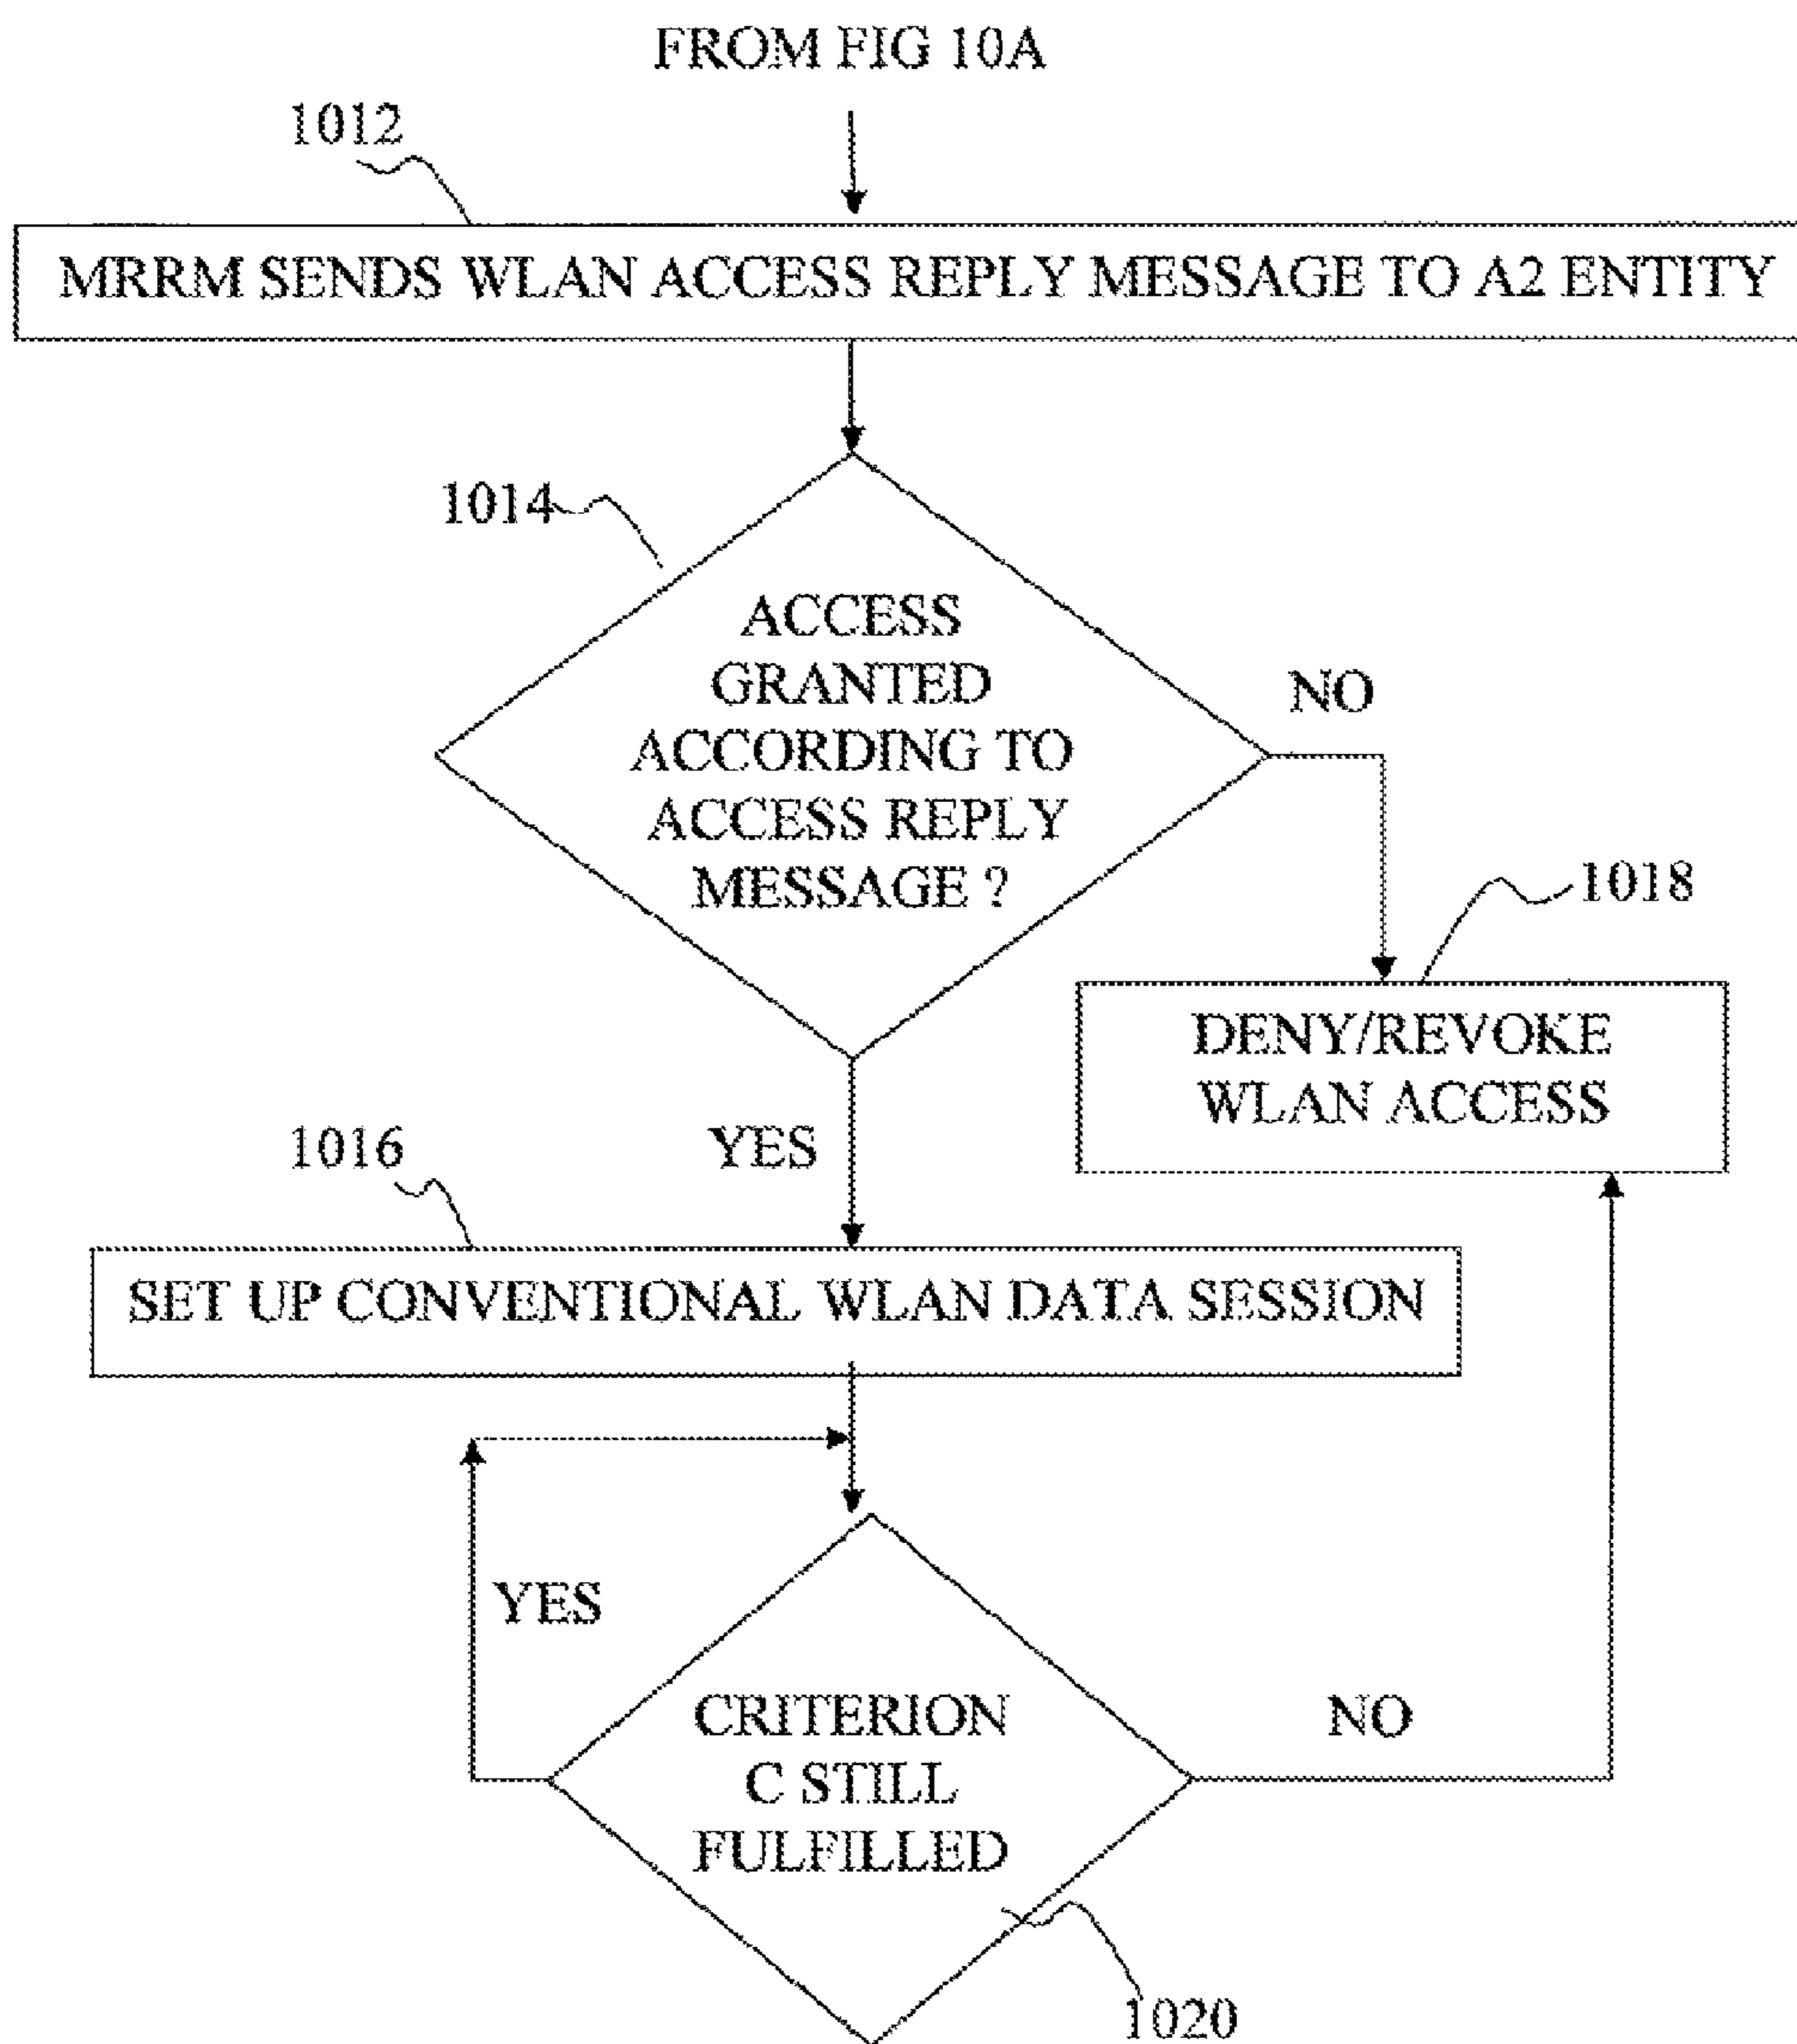 FROM FIG 10A
1012
MRRM SENDS WLAN ACCESS REPLY MESSAGE TO A2 ENTITY
1014
ACCESS
GRANTED
ACCORDING TO
ACCESS REPLY
MESSAGE ?
NO
1018
DENY/REVOKE
WLAN ACCESS
YES
1016
SET UP CONVENTIONAL WLAN DATA SESSION
YES
CRITERION
C STILL
FULFILLED
NO
1020